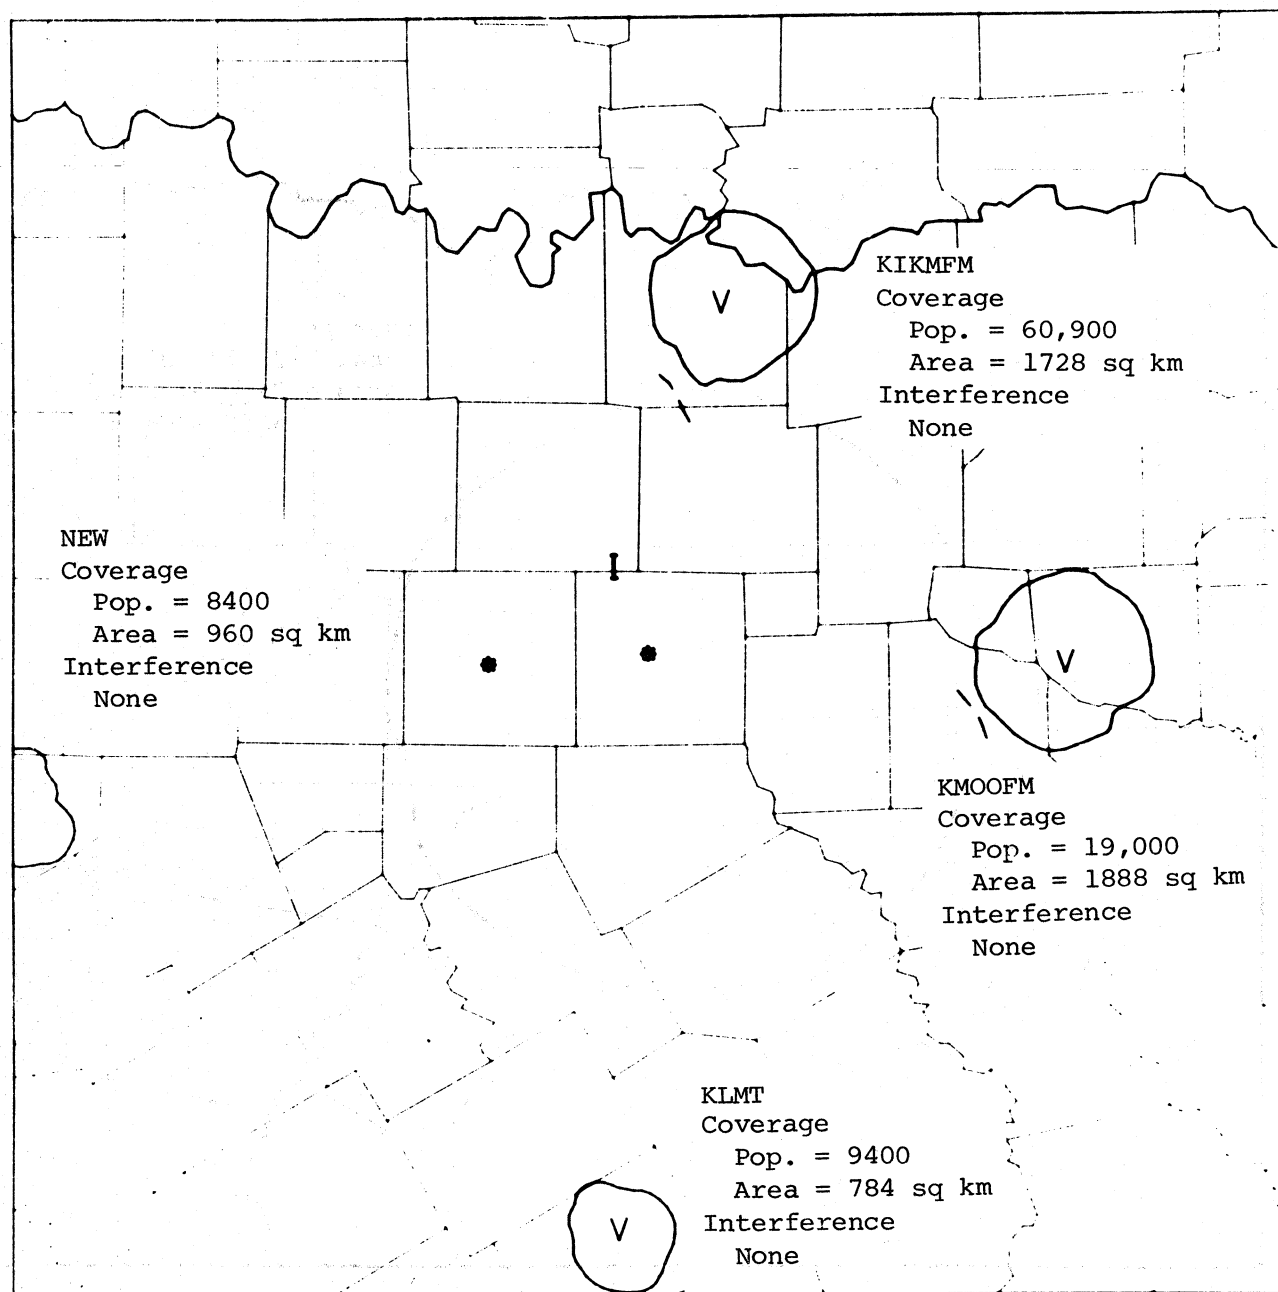 KIKMFM
Coverage
Pop. = 60,900
Area = 1728 sq km
Interference
None
V
NEW
Coverage
Pop. = 8400
Area = 960 sq km
Interference
None
I
V
KMOOFM
Coverage
Pop. = 19,000
Area = 1888 sq km
Interference
None
KLMT
Coverage
Pop. = 9400
Area = 784 sq km
Interference
None
V